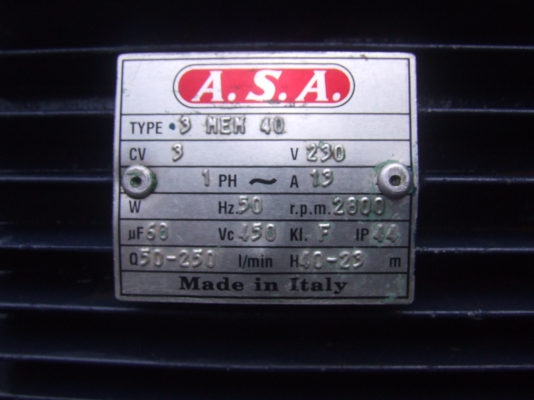 A.S.A.
TYPE 3 MEM 40
CV 3 V 230
1 PH ~ A 13
W Hz 50 r.p.m. 2800
µF 60 Vc 450 Kl. F IP 44
Q 50-250 l/min H 40-23 m
Made in Italy